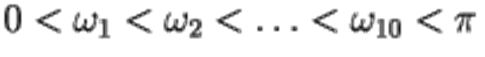 0 < ω₁ < ω₂ < … < ω₁₀ < π